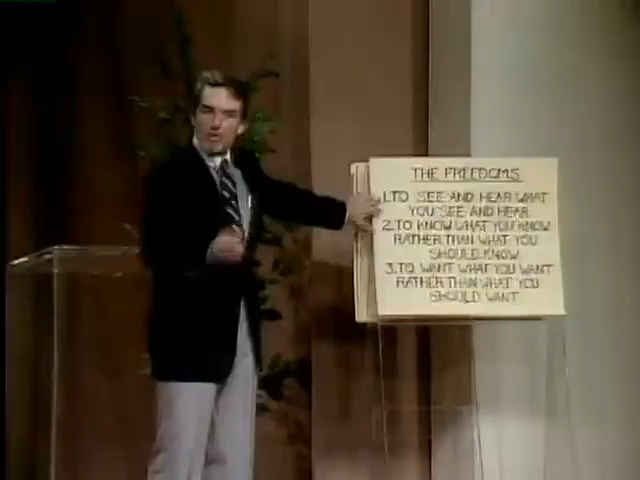 THE FREEDOMS
1.TO SEE AND HEAR WHAT
YOU SEE AND HEAR
2.TO KNOW WHAT YOU KNOW
RATHER THAN WHAT YOU
SHOULD KNOW
3.TO WANT WHAT YOU WANT
RATHER THAN WHAT YOU
SHOULD WANT